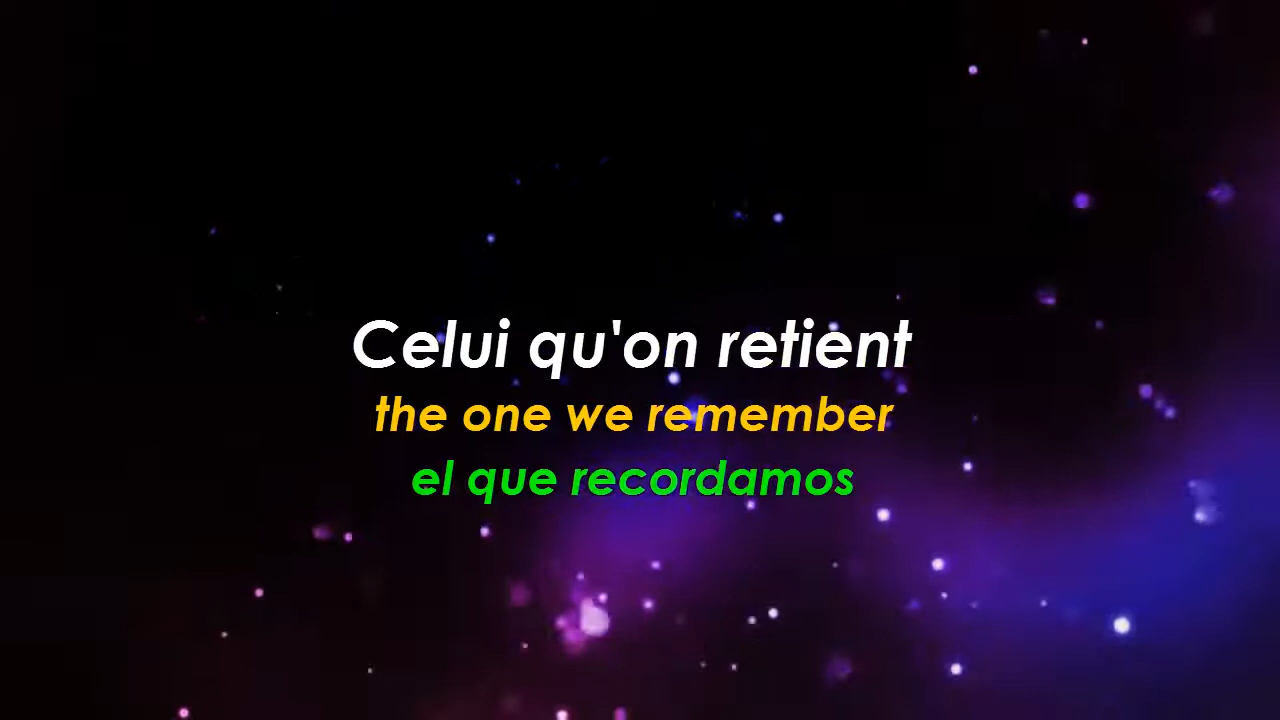 Celui qu'on retient
the one we remember
el que recordamos